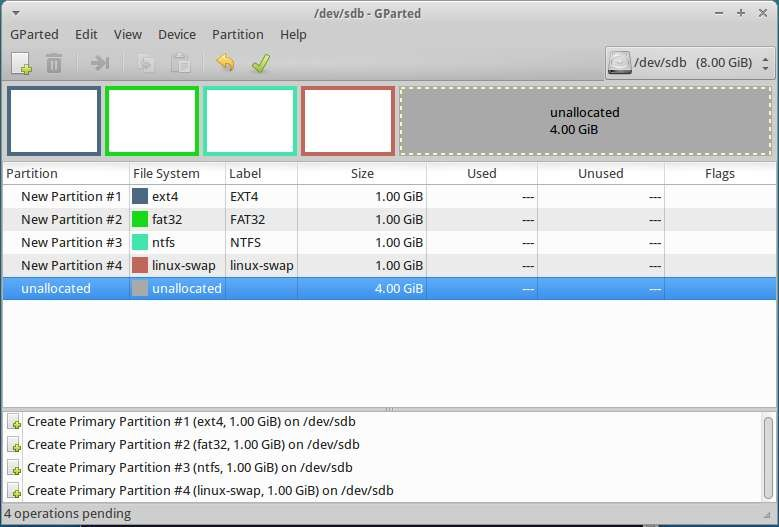 /dev/sdb - GParted
GParted Edit View Device Partition Help
/dev/sdb (8.00 GiB)
unallocated
4.00 GiB
Partition File System Label Size Used Unused Flags
New Partition #1 ext4 EXT4 1.00 GiB --- ---
New Partition #2 fat32 FAT32 1.00 GiB --- ---
New Partition #3 ntfs NTFS 1.00 GiB --- ---
New Partition #4 linux-swap linux-swap 1.00 GiB --- ---
unallocated unallocated 4.00 GiB --- ---
Create Primary Partition #1 (ext4, 1.00 GiB) on /dev/sdb
Create Primary Partition #2 (fat32, 1.00 GiB) on /dev/sdb
Create Primary Partition #3 (ntfs, 1.00 GiB) on /dev/sdb
Create Primary Partition #4 (linux-swap, 1.00 GiB) on /dev/sdb
4 operations pending